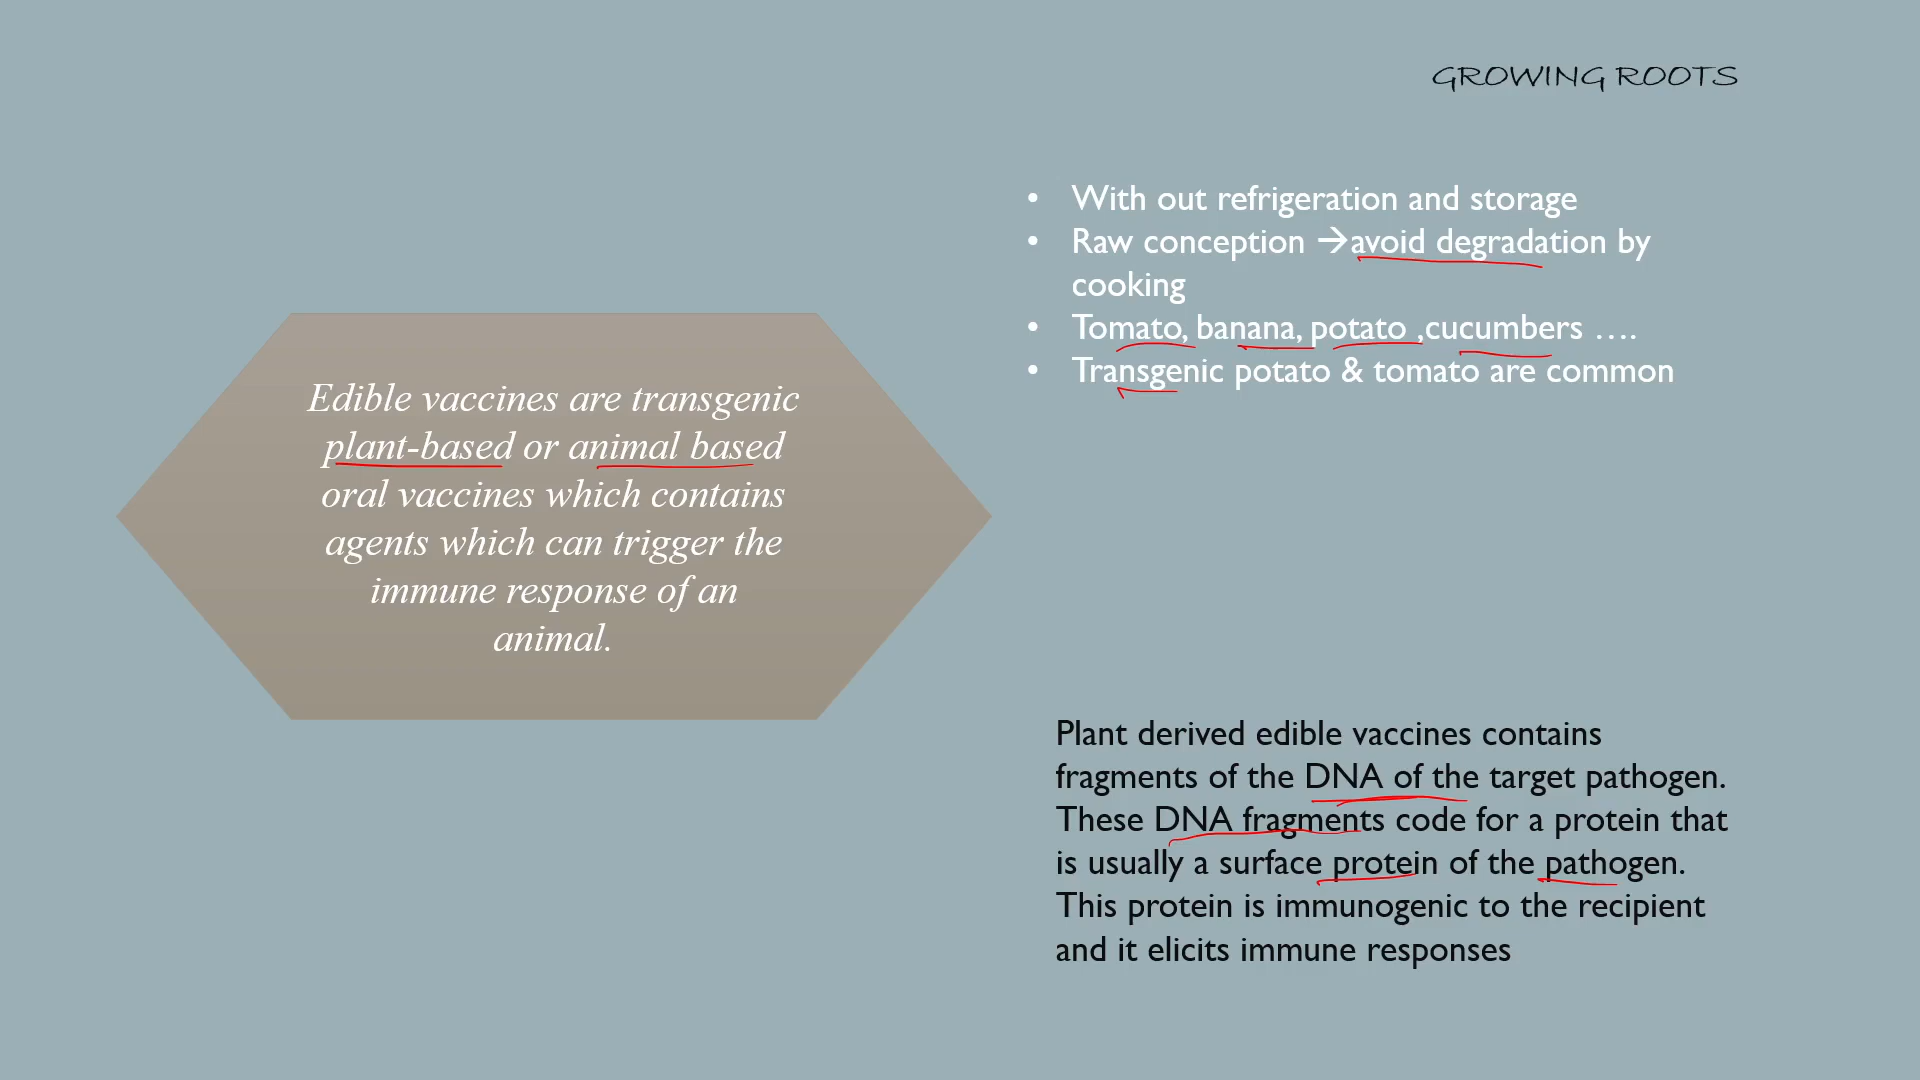 GROWING ROOTS
• With out refrigeration and storage
• Raw conception →avoid degradation by
cooking
• Tomato, banana, potato ,cucumbers ....
• Transgenic potato & tomato are common
Edible vaccines are transgenic
plant-based or animal based
oral vaccines which contains
agents which can trigger the
immune response of an
animal.
Plant derived edible vaccines contains
fragments of the DNA of the target pathogen.
These DNA fragments code for a protein that
is usually a surface protein of the pathogen.
This protein is immunogenic to the recipient
and it elicits immune responses